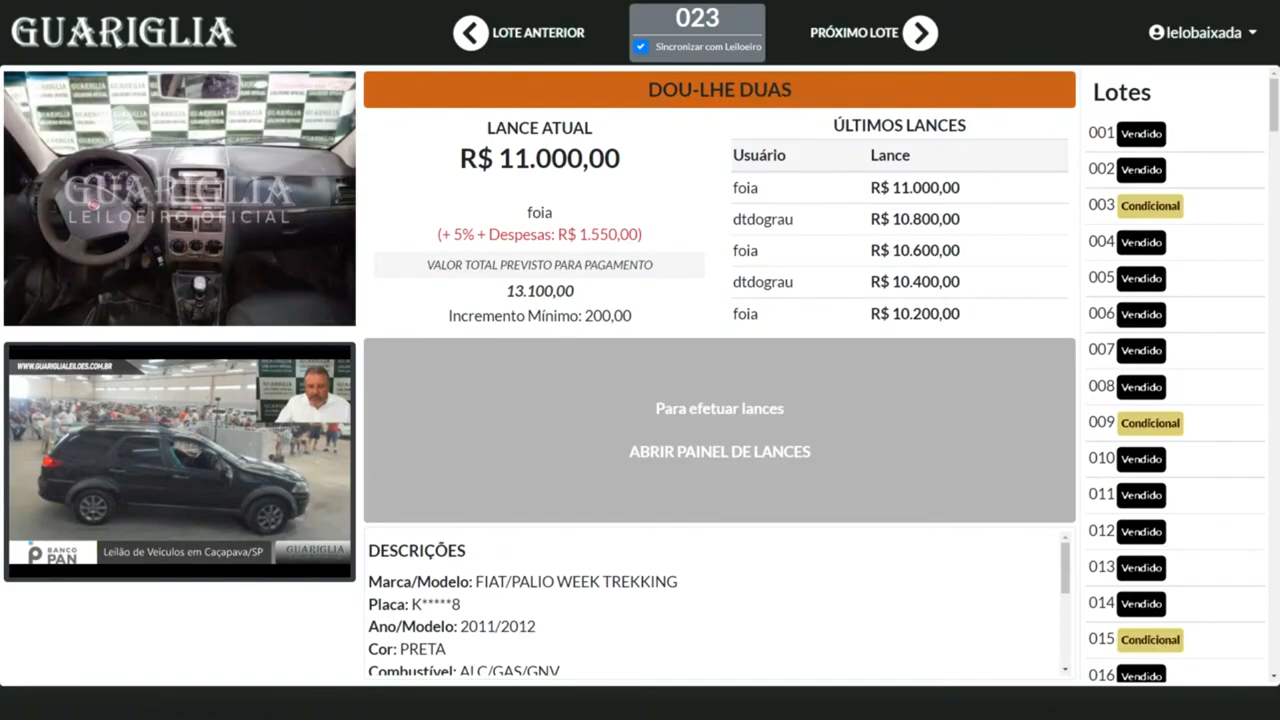 GUARIGLIA
LOTE ANTERIOR
023
Sincronizar com Leiloeiro
PRÓXIMO LOTE
lelobaixada
GUARIGLIA
LEILOEIRO OFICIAL
DOU-LHE DUAS
LANCE ATUAL
R$ 11.000,00
foia
(+ 5% + Despesas: R$ 1.550,00)
VALOR TOTAL PREVISTO PARA PAGAMENTO
13.100,00
Incremento Mínimo: 200,00
ÚLTIMOS LANCES
Usuário Lance
foia R$ 11.000,00
dtdograu R$ 10.800,00
foia R$ 10.600,00
dtdograu R$ 10.400,00
foia R$ 10.200,00
WWW.GUARIGLIALEILOES.COM.BR
BANCO PAN
Leilão de Veículos em Caçapava/SP
GUARIGLIA
Para efetuar lances
ABRIR PAINEL DE LANCES
DESCRIÇÕES
Marca/Modelo: FIAT/PALIO WEEK TREKKING
Placa: K*****8
Ano/Modelo: 2011/2012
Cor: PRETA
Combustível: ALC/GAS/GNV
Lotes
001 Vendido
002 Vendido
003 Condicional
004 Vendido
005 Vendido
006 Vendido
007 Vendido
008 Vendido
009 Condicional
010 Vendido
011 Vendido
012 Vendido
013 Vendido
014 Vendido
015 Condicional
016 Vendido